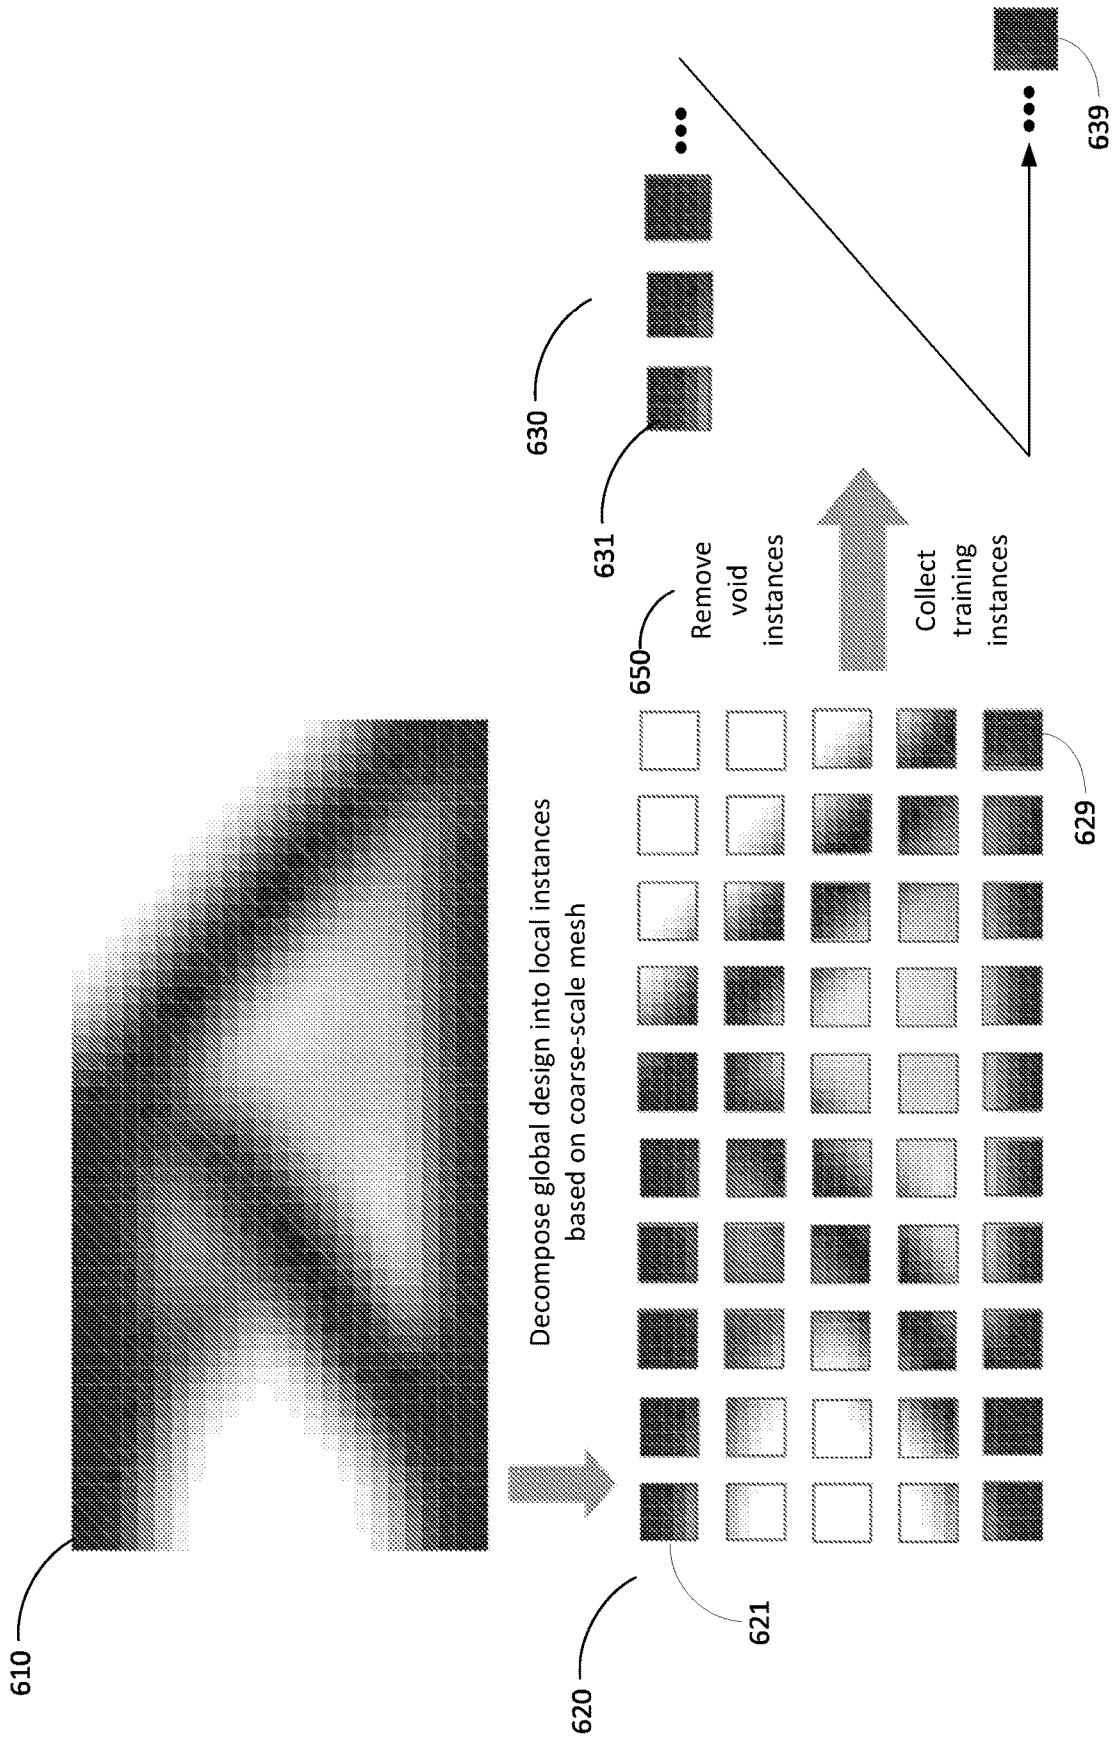 610
Decompose global design into local instances
based on coarse-scale mesh
620
621
629
650
Remove
void
instances
Collect
training
instances
630
631
639